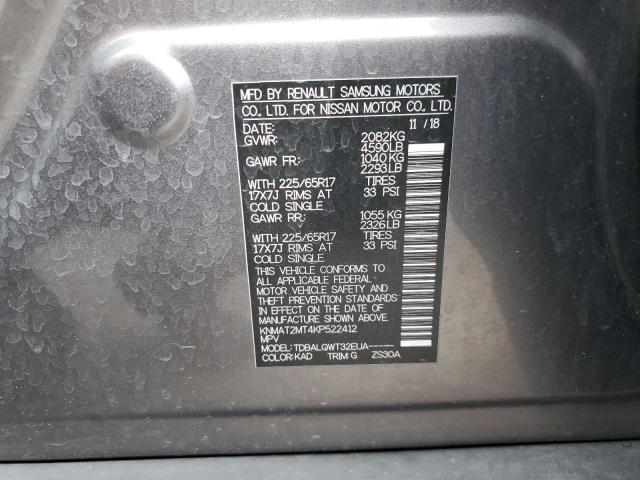 MFD BY RENAULT SAMSUNG MOTORS
CO., LTD. FOR NISSAN MOTOR CO., LTD.
DATE: 11 / 18
GVWR: 2082KG
4590LB
GAWR FR: 1040KG
2293LB
WITH 225/65R17 TIRES
17X7J RIMS AT 33 PSI
COLD SINGLE
GAWR RR: 1055 KG
2326LB
WITH 225/65R17 TIRES
17X7J RIMS AT 33 PSI
COLD SINGLE
THIS VEHICLE CONFORMS TO
ALL APPLICABLE FEDERAL
MOTOR VEHICLE SAFETY AND
THEFT PREVENTION STANDARDS
IN EFFECT ON THE DATE OF
MANUFACTURE SHOWN ABOVE.
KNMAT2MT4KP522412
MPV
MODEL: TDBALQWT32EUA-----
COLOR: KAD TRIM: G ZS30A